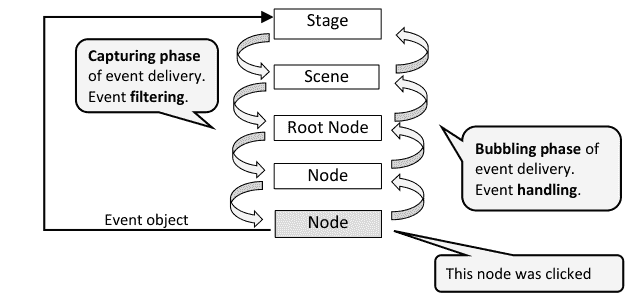 Stage
Capturing phase
of event delivery.
Event filtering.
Scene
Root Node
Bubbling phase of
event delivery.
Event handling.
Node
Event object
Node
This node was clicked